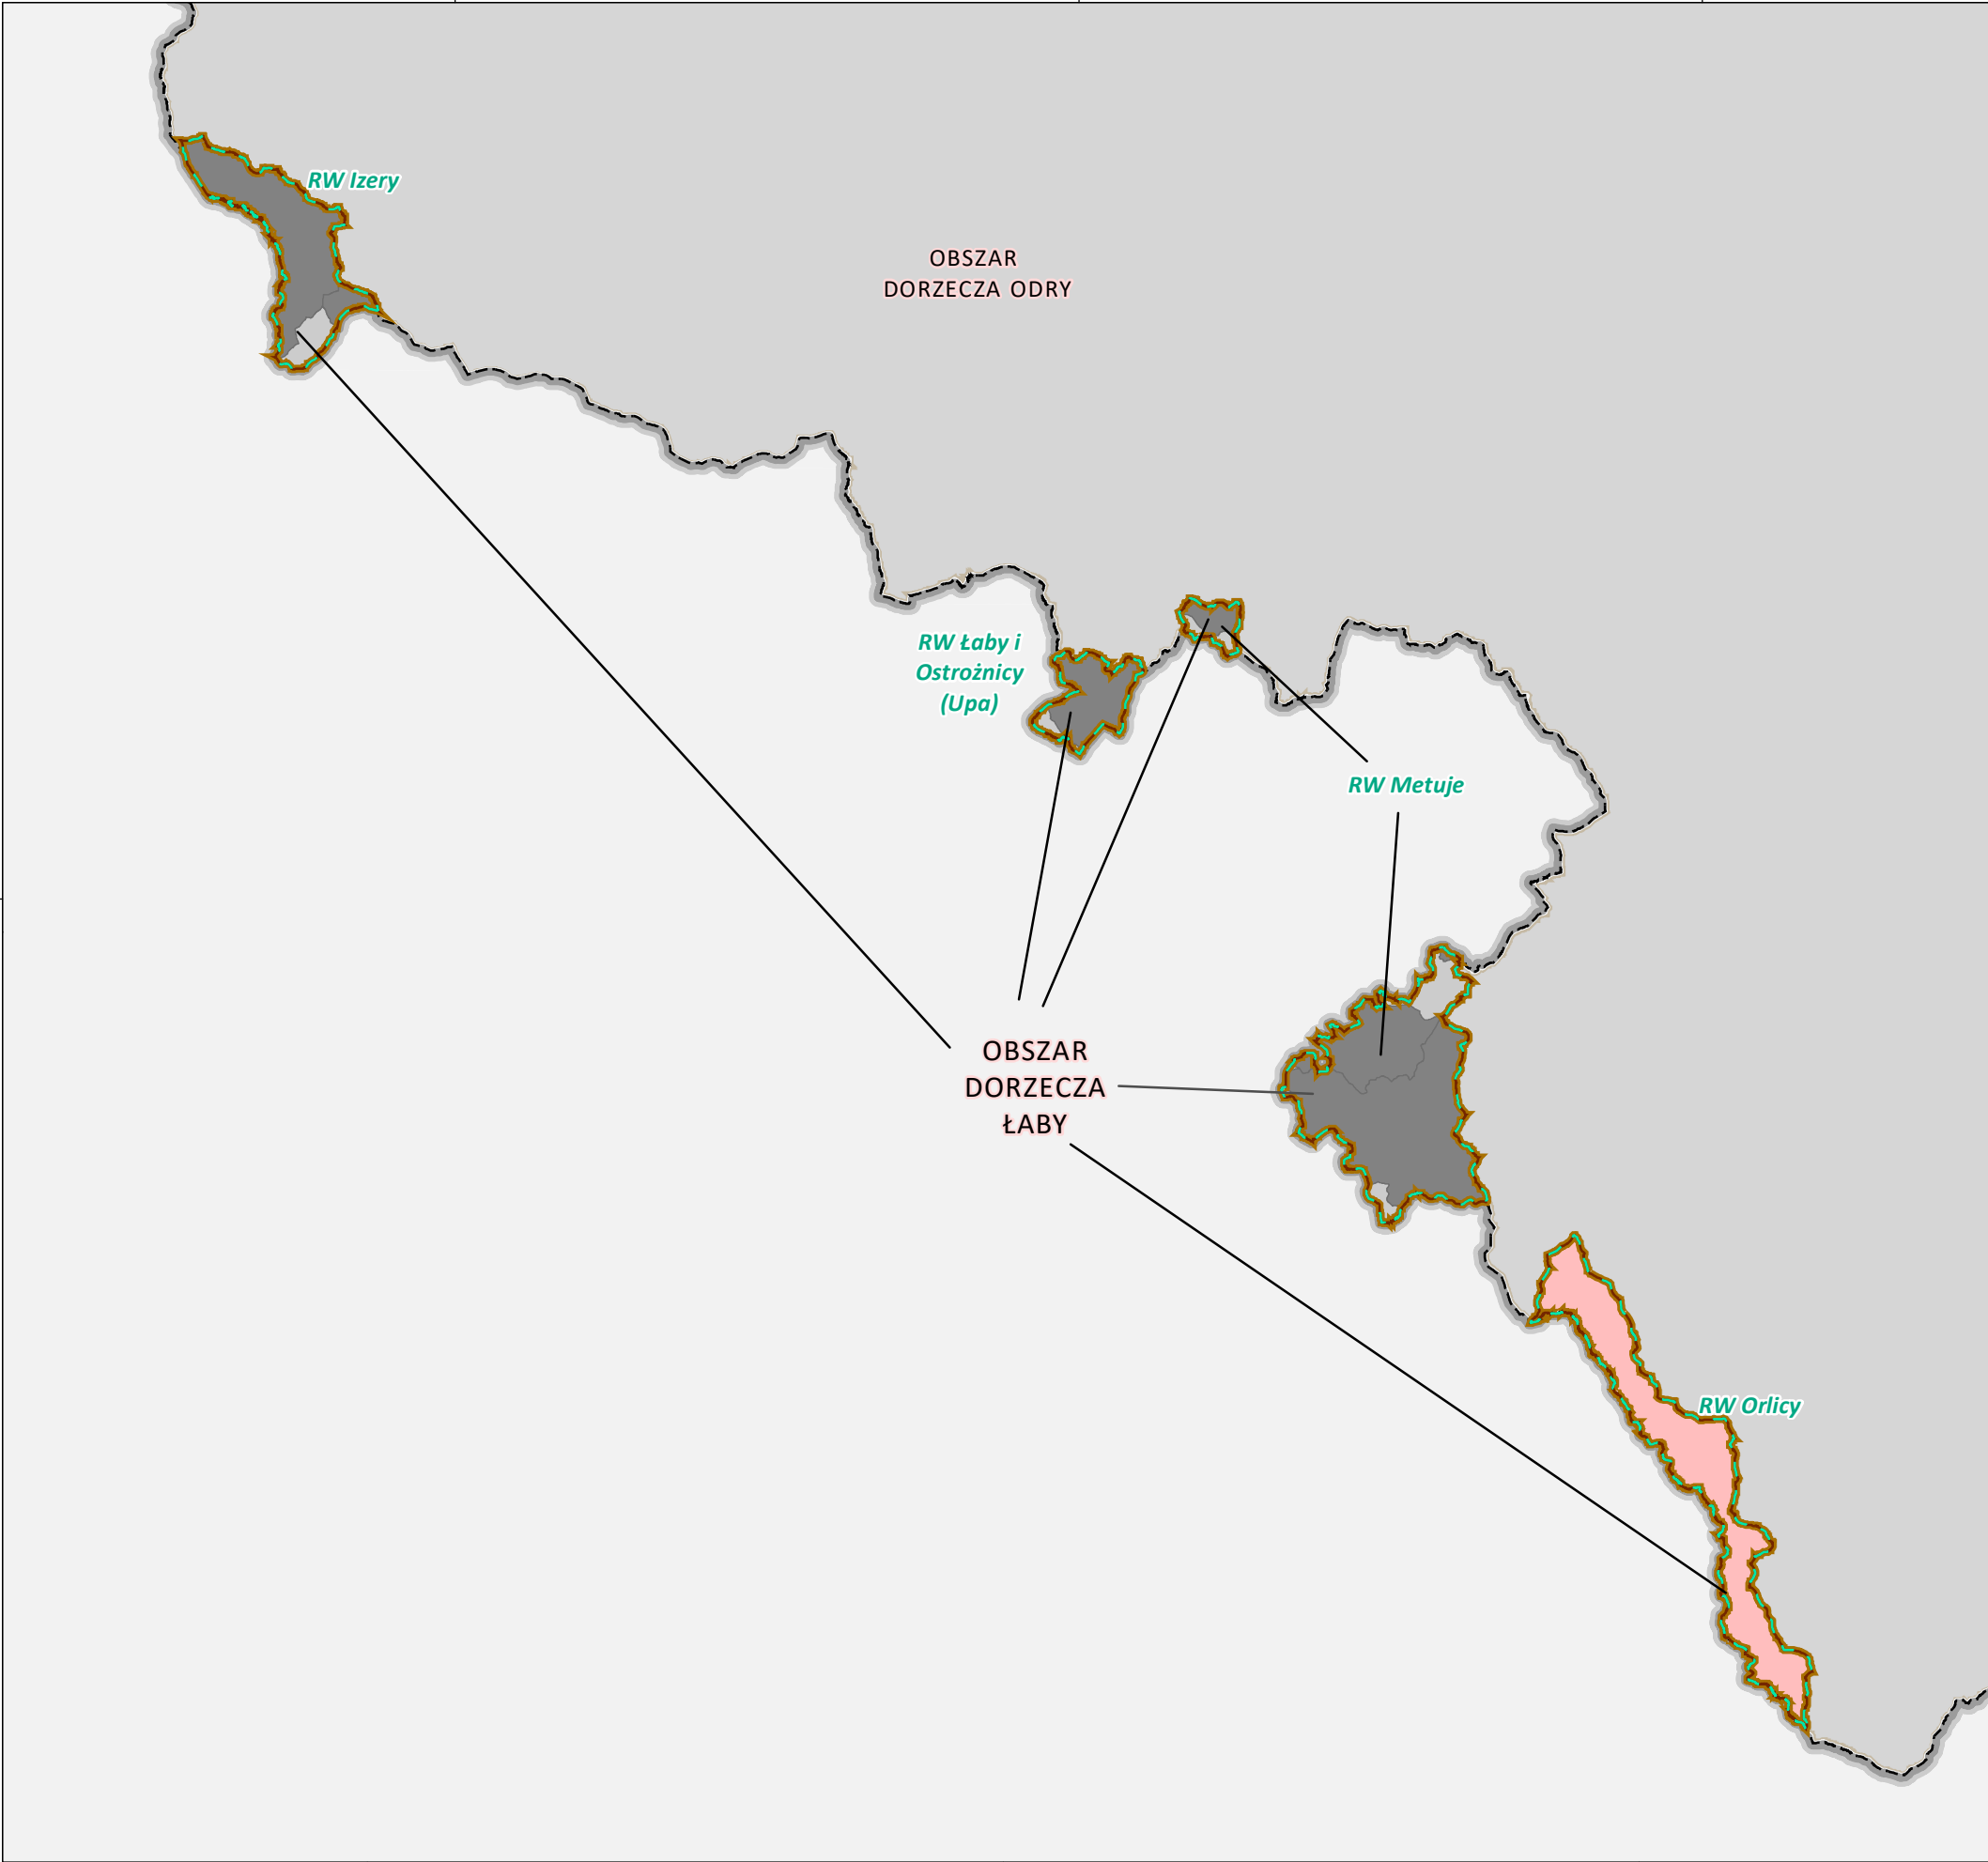 RW Izery
OBSZAR
DORZECZA ODRY
RW Łaby i
Ostrożnicy
(Upa)
RW Metuje
OBSZAR
DORZECZA
ŁABY
RW Orlicy